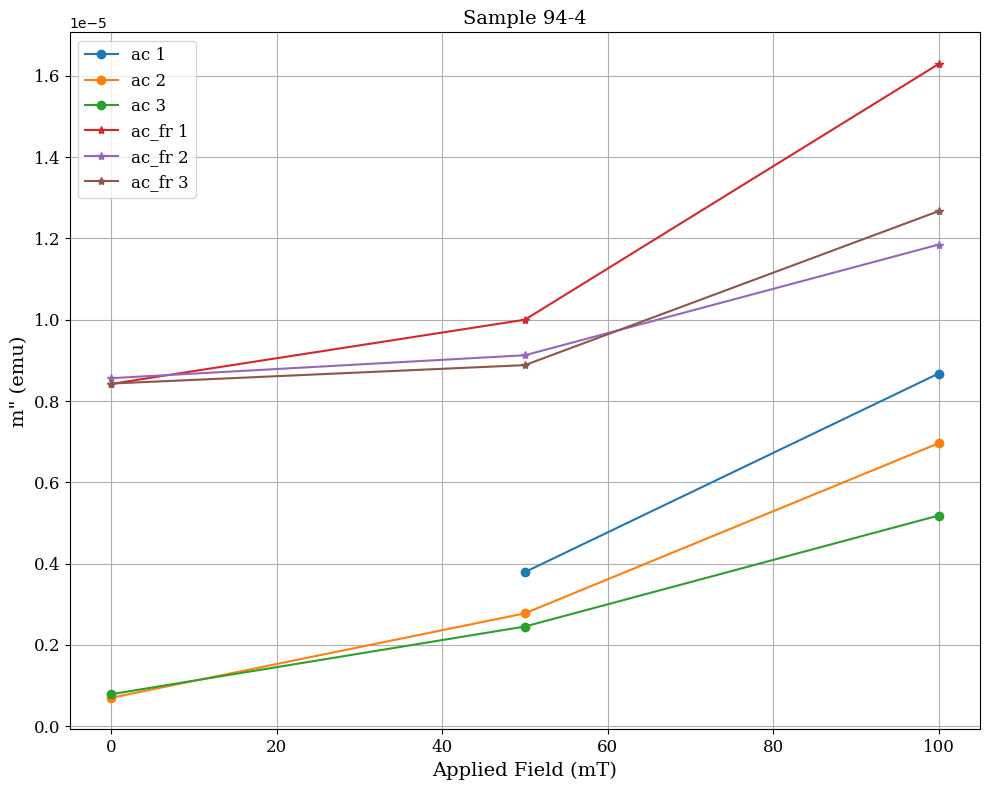 Sample 94-4
1e−5
ac 1
ac 2
ac 3
ac_fr 1
ac_fr 2
ac_fr 3
1.6
1.4
1.2
1.0
0.8
0.6
0.4
0.2
0.0
m" (emu)
0 20 40 60 80 100
Applied Field (mT)